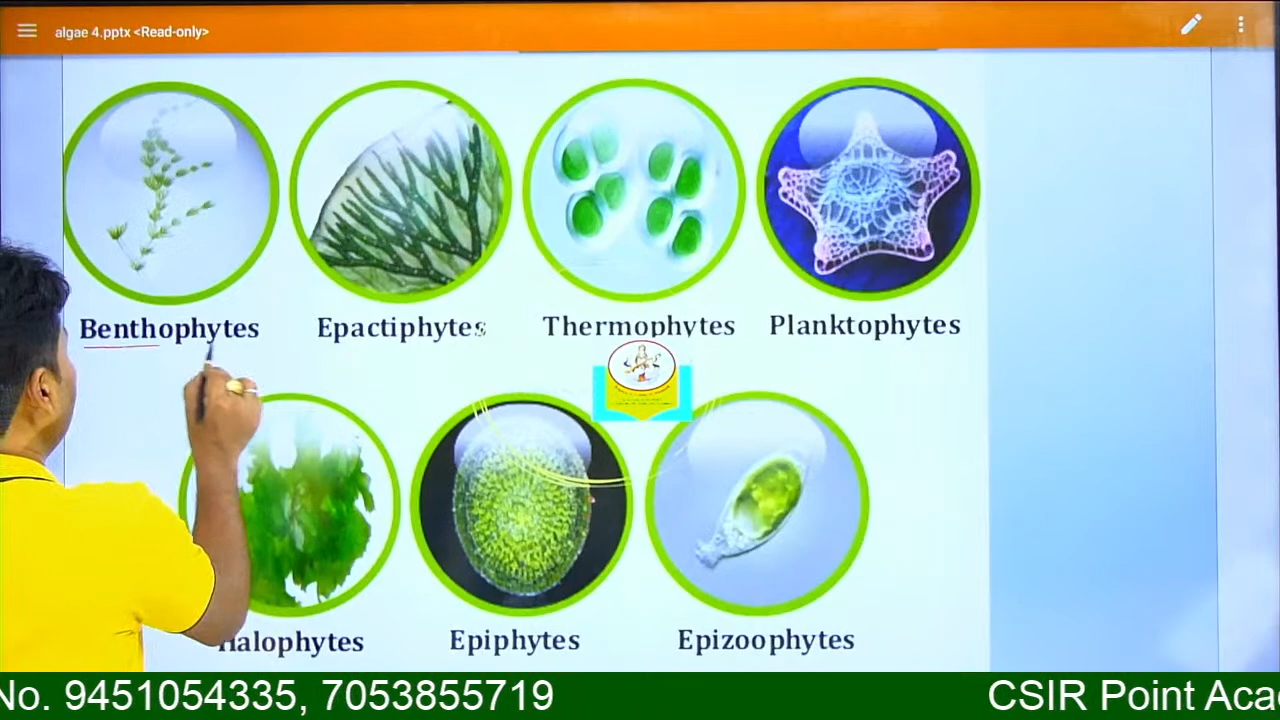 algae 4.pptx <Read-only>
Benthophytes Epactiphytes Thermophytes Planktophytes
Halophytes Epiphytes Epizoophytes
No. 9451054335, 7053855719 CSIR Point Aca